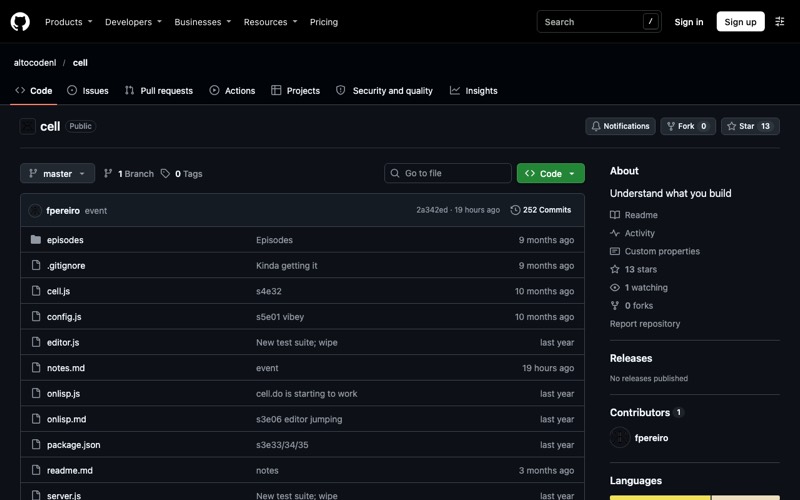 Products Developers Businesses Resources Pricing Search / Sign in Sign up
altocodenl / cell
Code Issues Pull requests Actions Projects Security and quality Insights
cell Public Notifications Fork 0 Star 13
master 1 Branch 0 Tags Go to file Code
fpereiro event 2a342ed · 19 hours ago 252 Commits
episodes Episodes 9 months ago
.gitignore Kinda getting it 9 months ago
cell.js s4e32 10 months ago
config.js s5e01 vibey 10 months ago
editor.js New test suite; wipe last year
notes.md event 19 hours ago
onlisp.js cell.do is starting to work last year
onlisp.md s3e06 editor jumping last year
package.json s3e33/34/35 last year
readme.md notes 3 months ago
server.js New test suite; wipe last year
About
Understand what you build
Readme
Activity
Custom properties
13 stars
1 watching
0 forks
Report repository
Releases
No releases published
Contributors 1
fpereiro
Languages